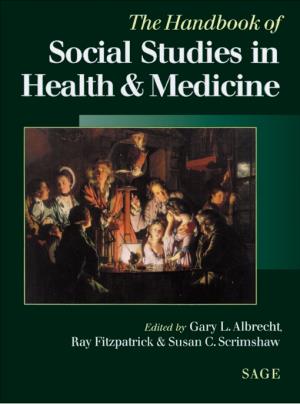 The Handbook of
Social Studies in
Health & Medicine
Edited by Gary L. Albrecht,
Ray Fitzpatrick & Susan C. Scrimshaw
SAGE